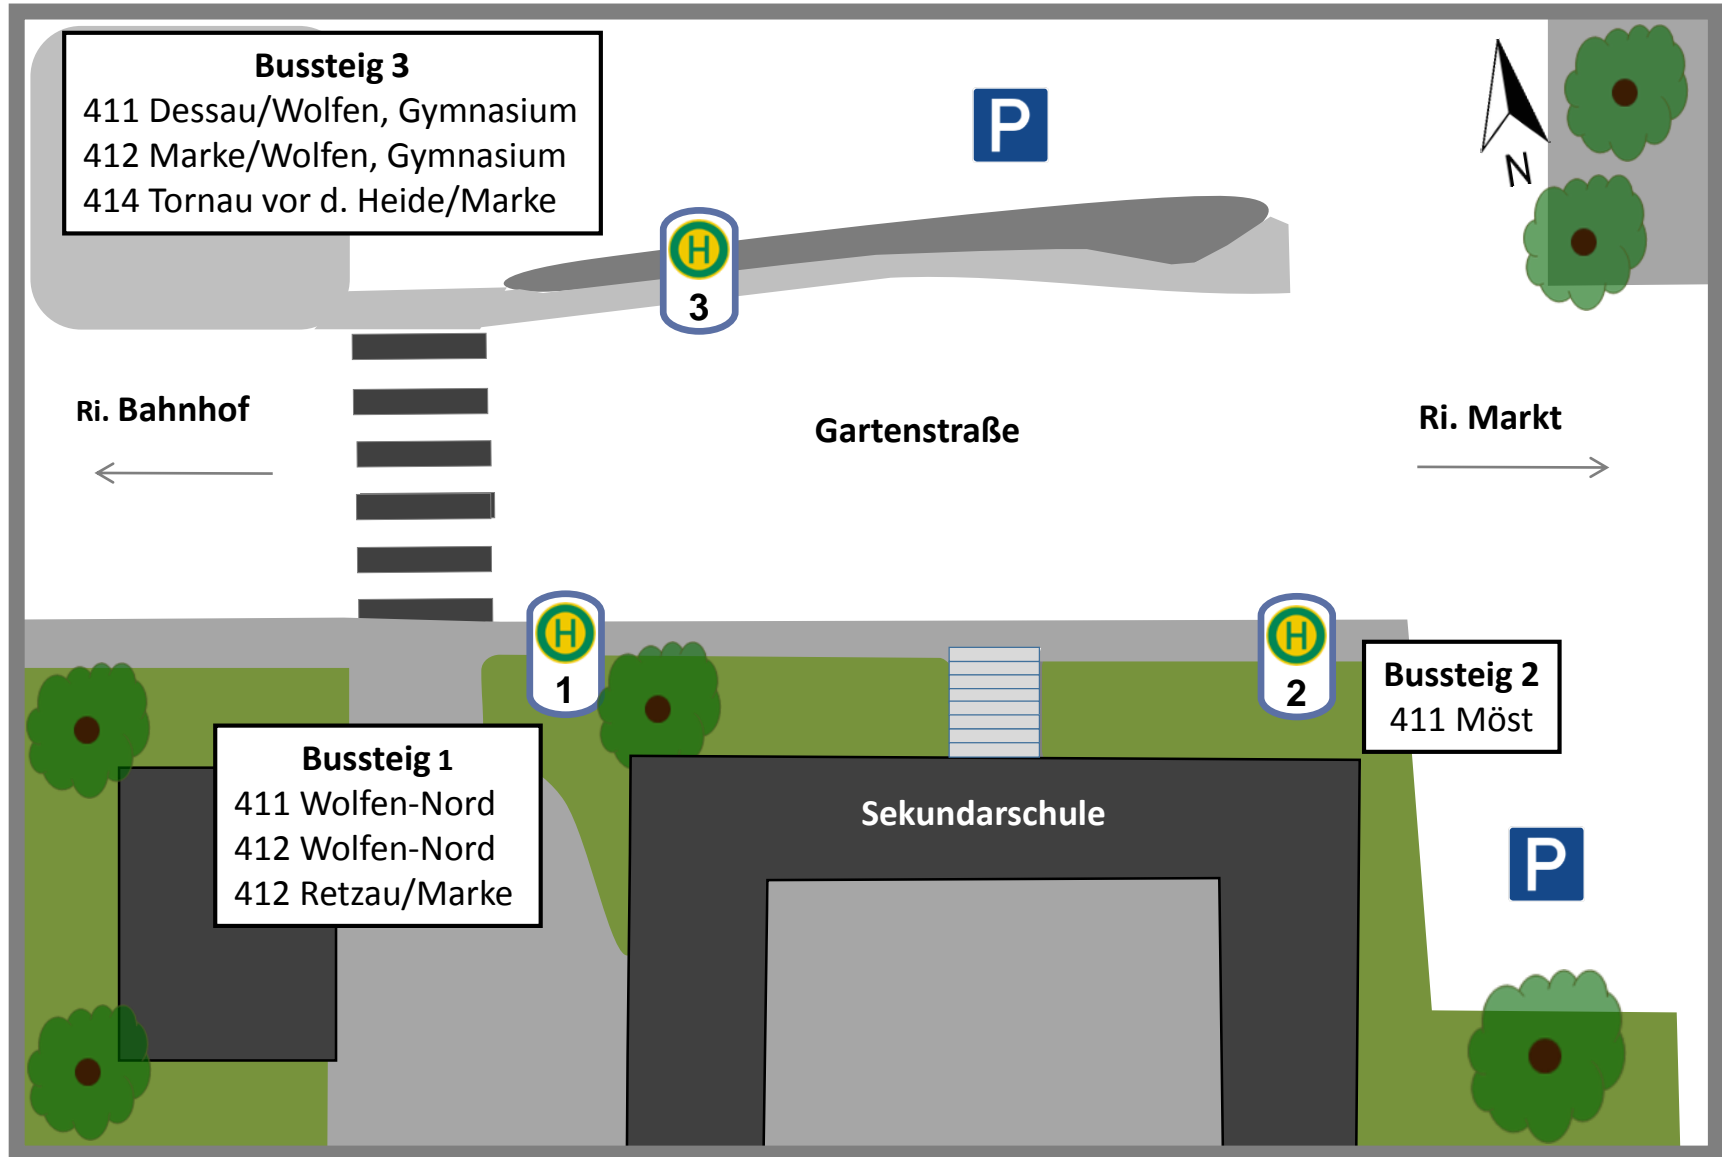 Bussteig 3
411 Dessau/Wolfen, Gymnasium
412 Marke/Wolfen, Gymnasium
414 Tornau vor d. Heide/Marke
P
N
H
3
Ri. Bahnhof
Gartenstraße
Ri. Markt
H
1
H
2
Bussteig 2
411 Möst
Bussteig 1
411 Wolfen-Nord
412 Wolfen-Nord
412 Retzau/Marke
Sekundarschule
P